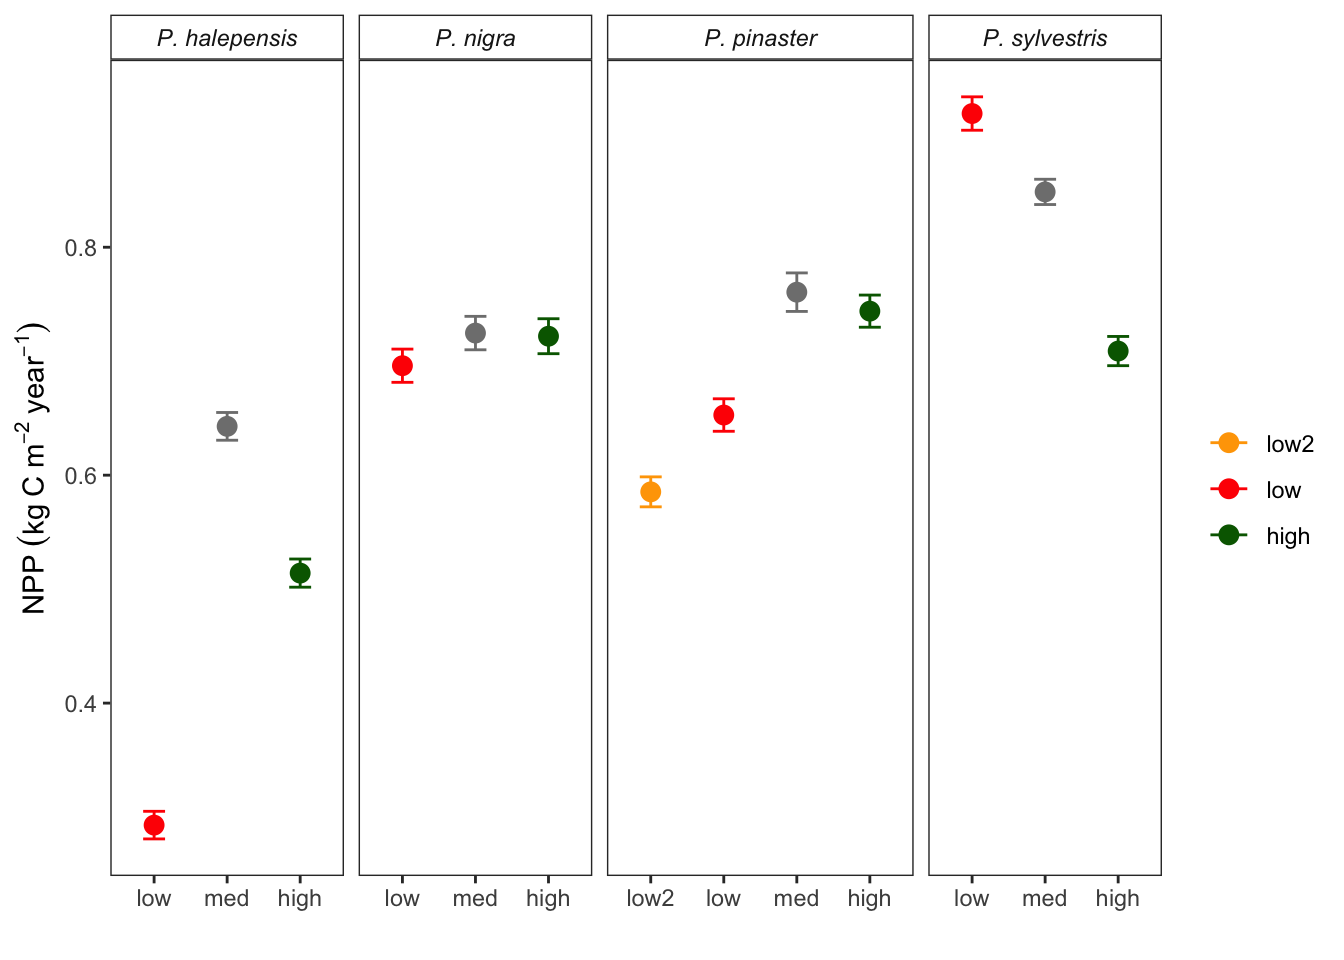 P. halepensis P. nigra P. pinaster P. sylvestris
NPP (kg C m−2 year−1)
0.8
0.6
0.4
low med high low med high low2 low med high low med high
low2
low
high